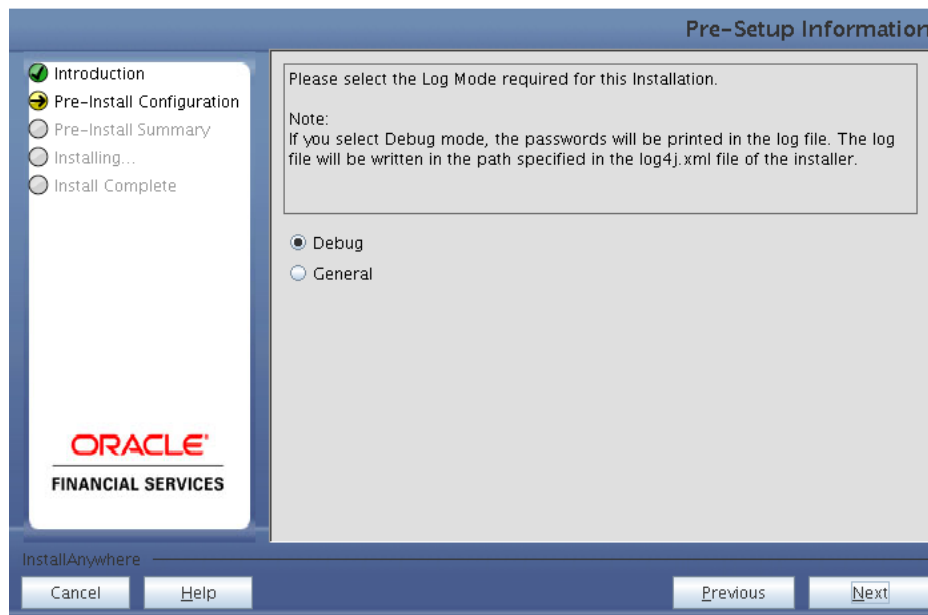 Pre-Setup Information
Introduction
Pre-Install Configuration
Pre-Install Summary
Installing...
Install Complete
Please select the Log Mode required for this Installation.
Note:
If you select Debug mode, the passwords will be printed in the log file. The log
file will be written in the path specified in the log4j.xml file of the installer.
Debug
General
ORACLE'
FINANCIAL SERVICES
InstallAnywhere
Cancel
Help
Previous
Next